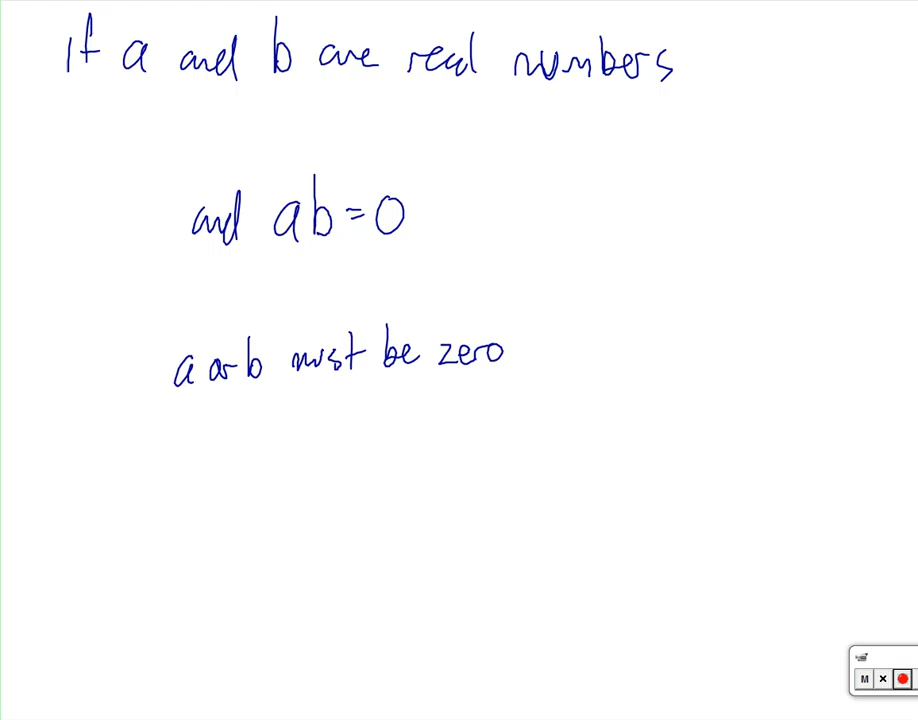 If a and b are real numbers
and ab=0
a or b must be zero
M